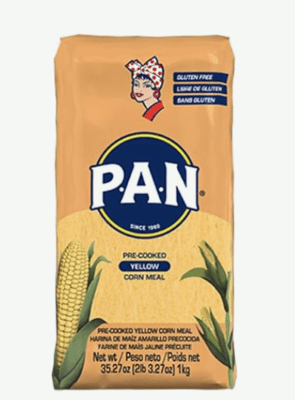 GLUTEN FREE
LIBRE DE GLUTEN
SANS GLUTEN
P.A.N®
SINCE 1960
PRE-COOKED
YELLOW
CORN MEAL
PRE-COOKED YELLOW CORN MEAL
HARINA DE MAÍZ AMARILLO PRECOCIDA
FARINE DE MAÏS JAUNE PRÉCUITE
Net wt / Peso neto / Poids net
35.27oz (2lb 3.27oz) 1kg